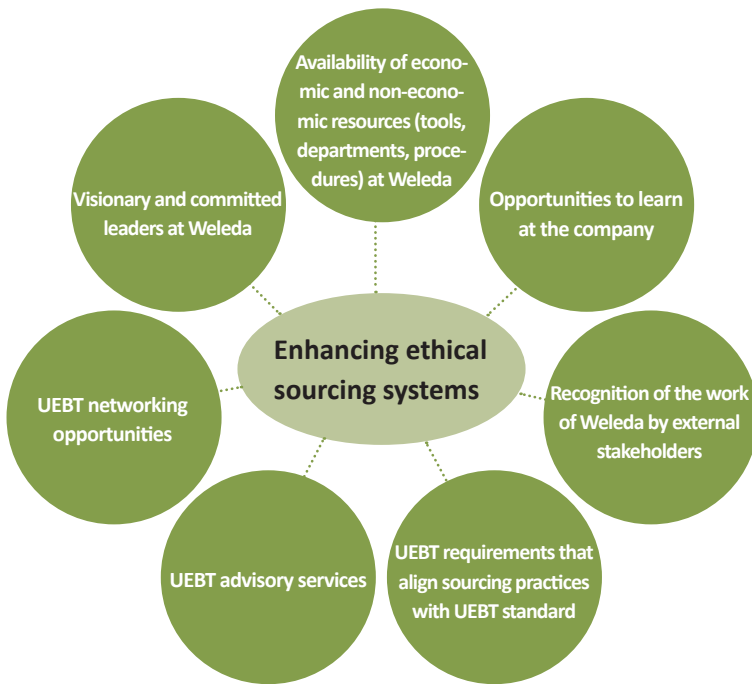 Availability of econo-
mic and non-econo-
mic resources (tools,
departments, proce-
dures) at Weleda
Visionary and committed
leaders at Weleda
Opportunities to learn
at the company
Enhancing ethical
sourcing systems
UEBT networking
opportunities
Recognition of the work
of Weleda by external
stakeholders
UEBT advisory services
UEBT requirements that
align sourcing practices
with UEBT standard